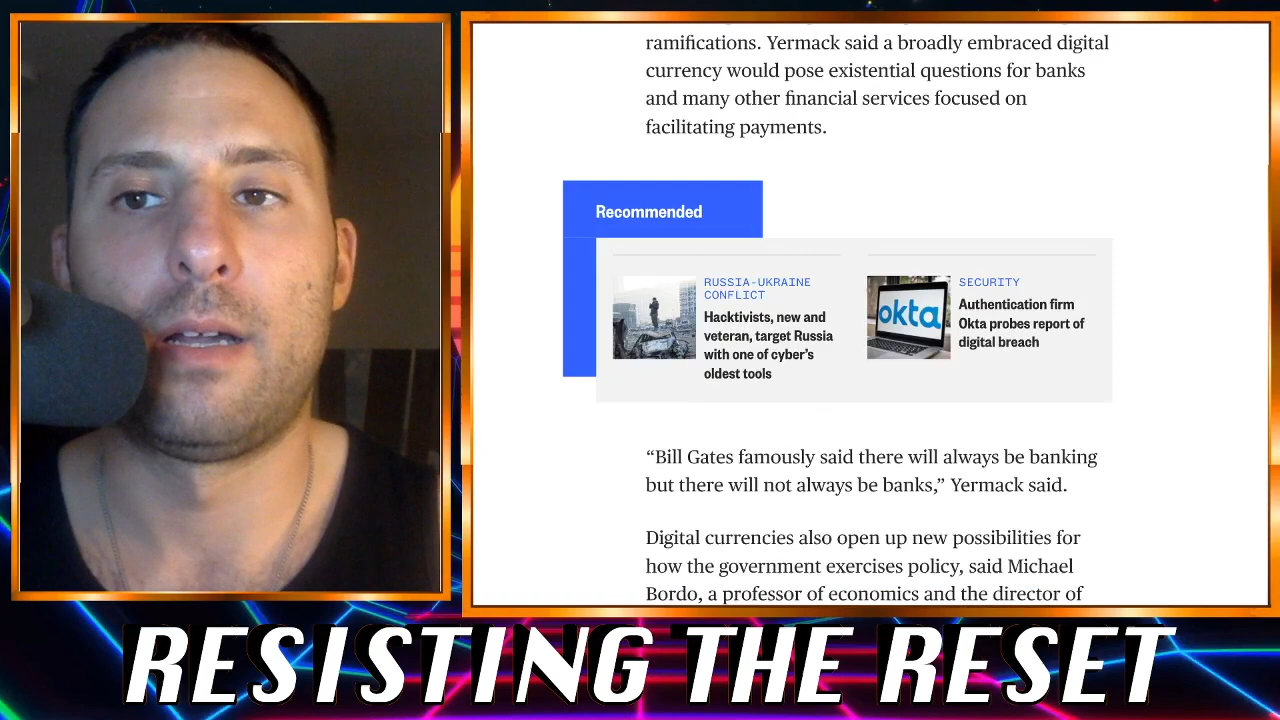 ramifications. Yermack said a broadly embraced digital
currency would pose existential questions for banks
and many other financial services focused on
facilitating payments.
Recommended
RUSSIA-UKRAINE
CONFLICT
Hacktivists, new and
veteran, target Russia
with one of cyber’s
oldest tools
okta
SECURITY
Authentication firm
Okta probes report of
digital breach
“Bill Gates famously said there will always be banking
but there will not always be banks,” Yermack said.
Digital currencies also open up new possibilities for
how the government exercises policy, said Michael
Bordo, a professor of economics and the director of
RESISTING THE RESET